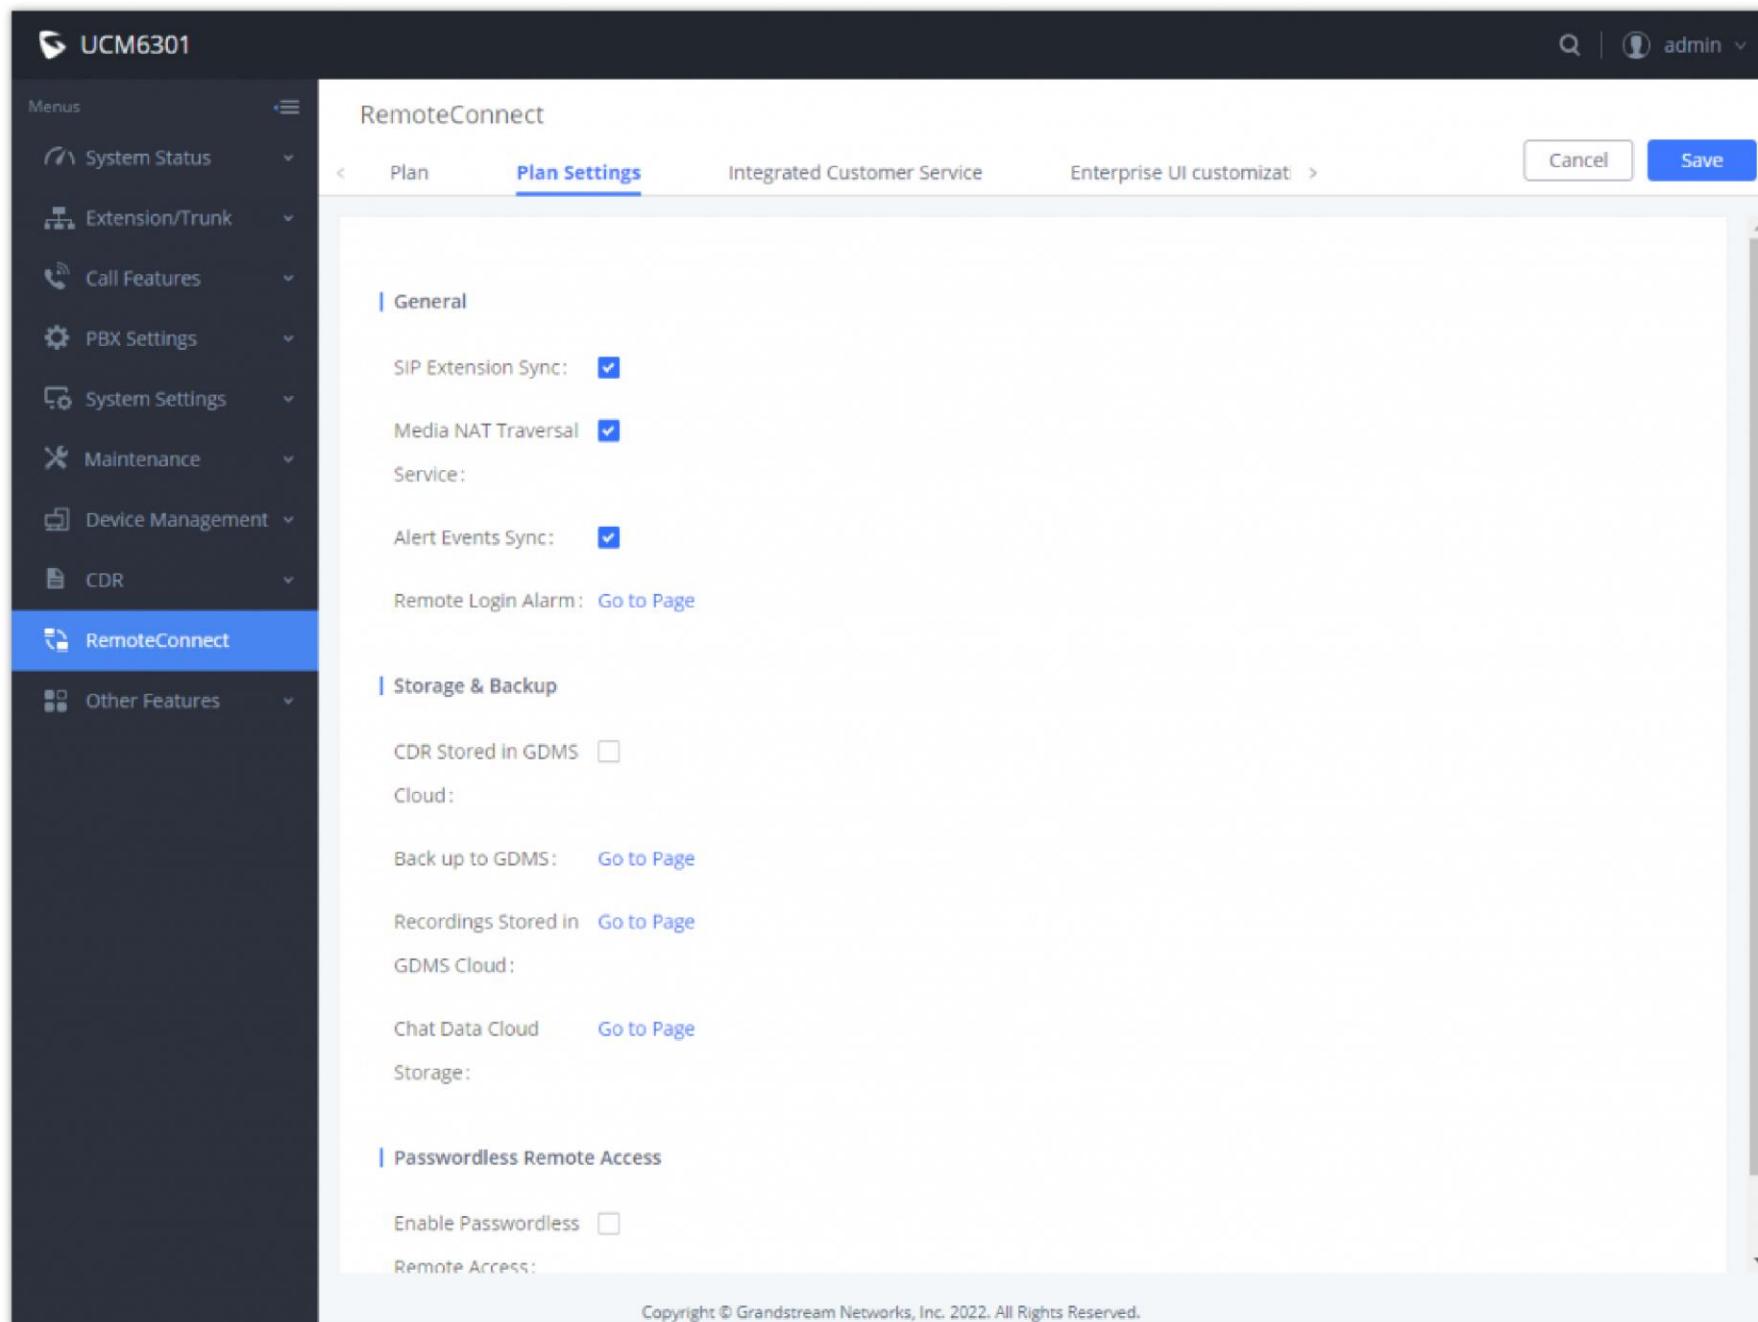 UCM6301
admin
Menus
System Status
Extension/Trunk
Call Features
PBX Settings
System Settings
Maintenance
Device Management
CDR
RemoteConnect
Other Features
RemoteConnect
Plan
Plan Settings
Integrated Customer Service
Enterprise UI customizati
Cancel
Save
General
SIP Extension Sync:
Media NAT Traversal
Service:
Alert Events Sync:
Remote Login Alarm: Go to Page
Storage & Backup
CDR Stored in GDMS
Cloud:
Back up to GDMS: Go to Page
Recordings Stored in Go to Page
GDMS Cloud:
Chat Data Cloud Go to Page
Storage:
Passwordless Remote Access
Enable Passwordless
Remote Access:
Copyright © Grandstream Networks, Inc. 2022. All Rights Reserved.